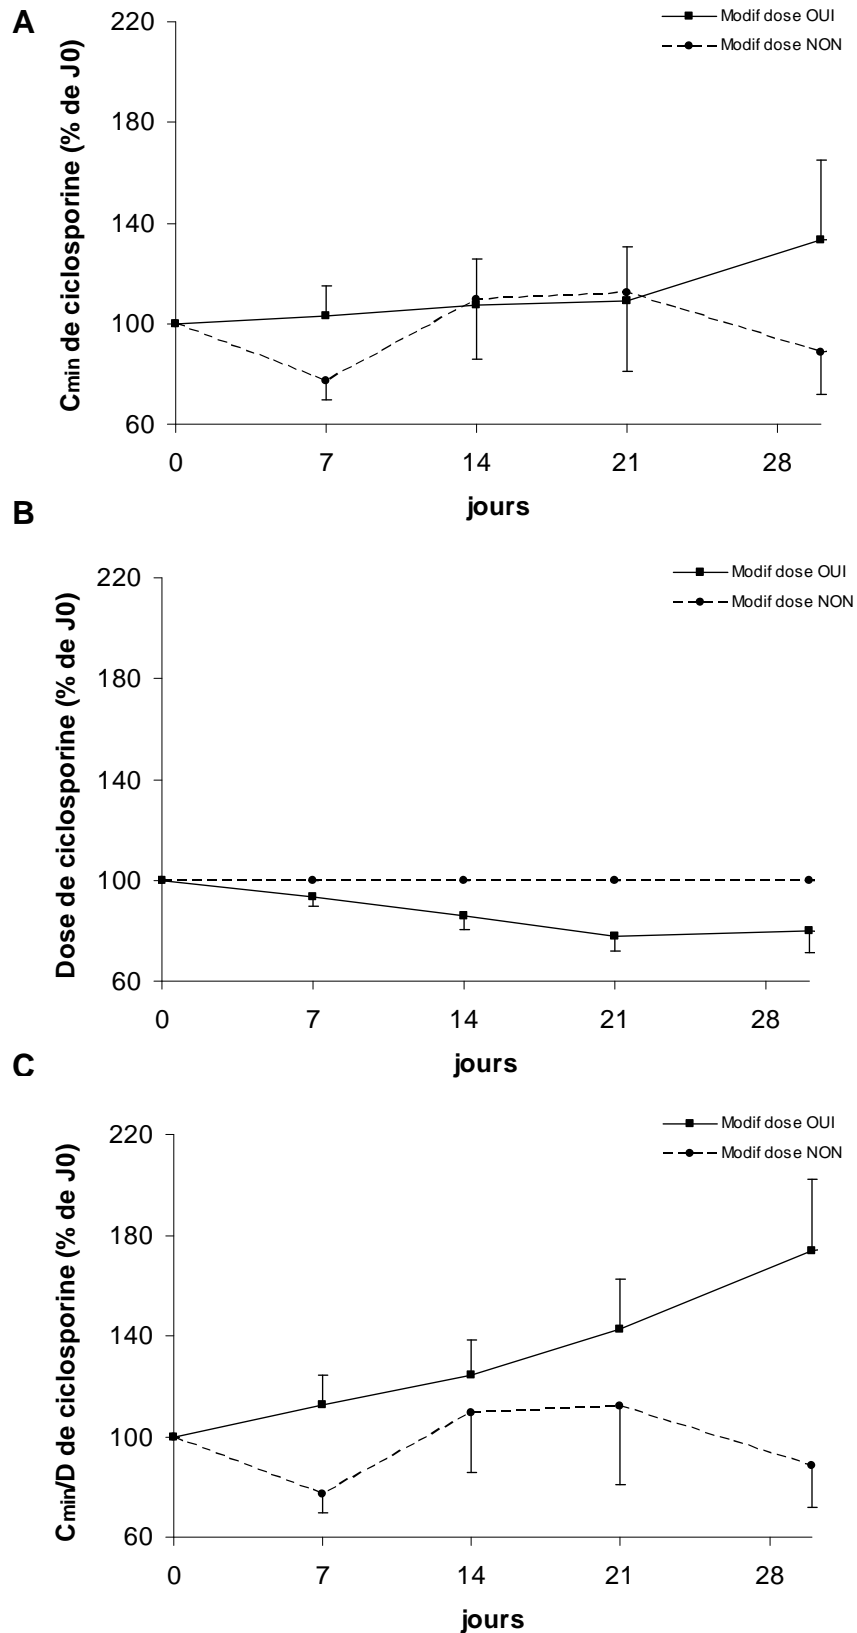 A
Cmin de ciclosporine (% de J0)
220
180
140
100
60
0 7 14 21 28
jours
Modif dose OUI
Modif dose NON
B
Dose de ciclosporine (% de J0)
220
180
140
100
60
0 7 14 21 28
jours
Modif dose OUI
Modif dose NON
C
Cmin/D de ciclosporine (% de J0)
220
180
140
100
60
0 7 14 21 28
jours
Modif dose OUI
Modif dose NON